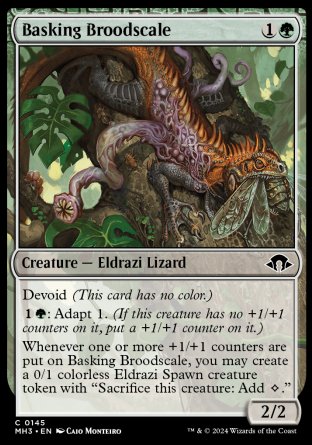 Basking Broodscale 1
Creature — Eldrazi Lizard
Devoid (This card has no color.)
1 : Adapt 1. (If this creature has no +1/+1
counters on it, put a +1/+1 counter on it.)
Whenever one or more +1/+1 counters are
put on Basking Broodscale, you may create
a 0/1 colorless Eldrazi Spawn creature
token with “Sacrifice this creature: Add .”
2/2
C 0145
MH3 • EN Caio Monteiro
™ & © 2024 Wizards of the Coast